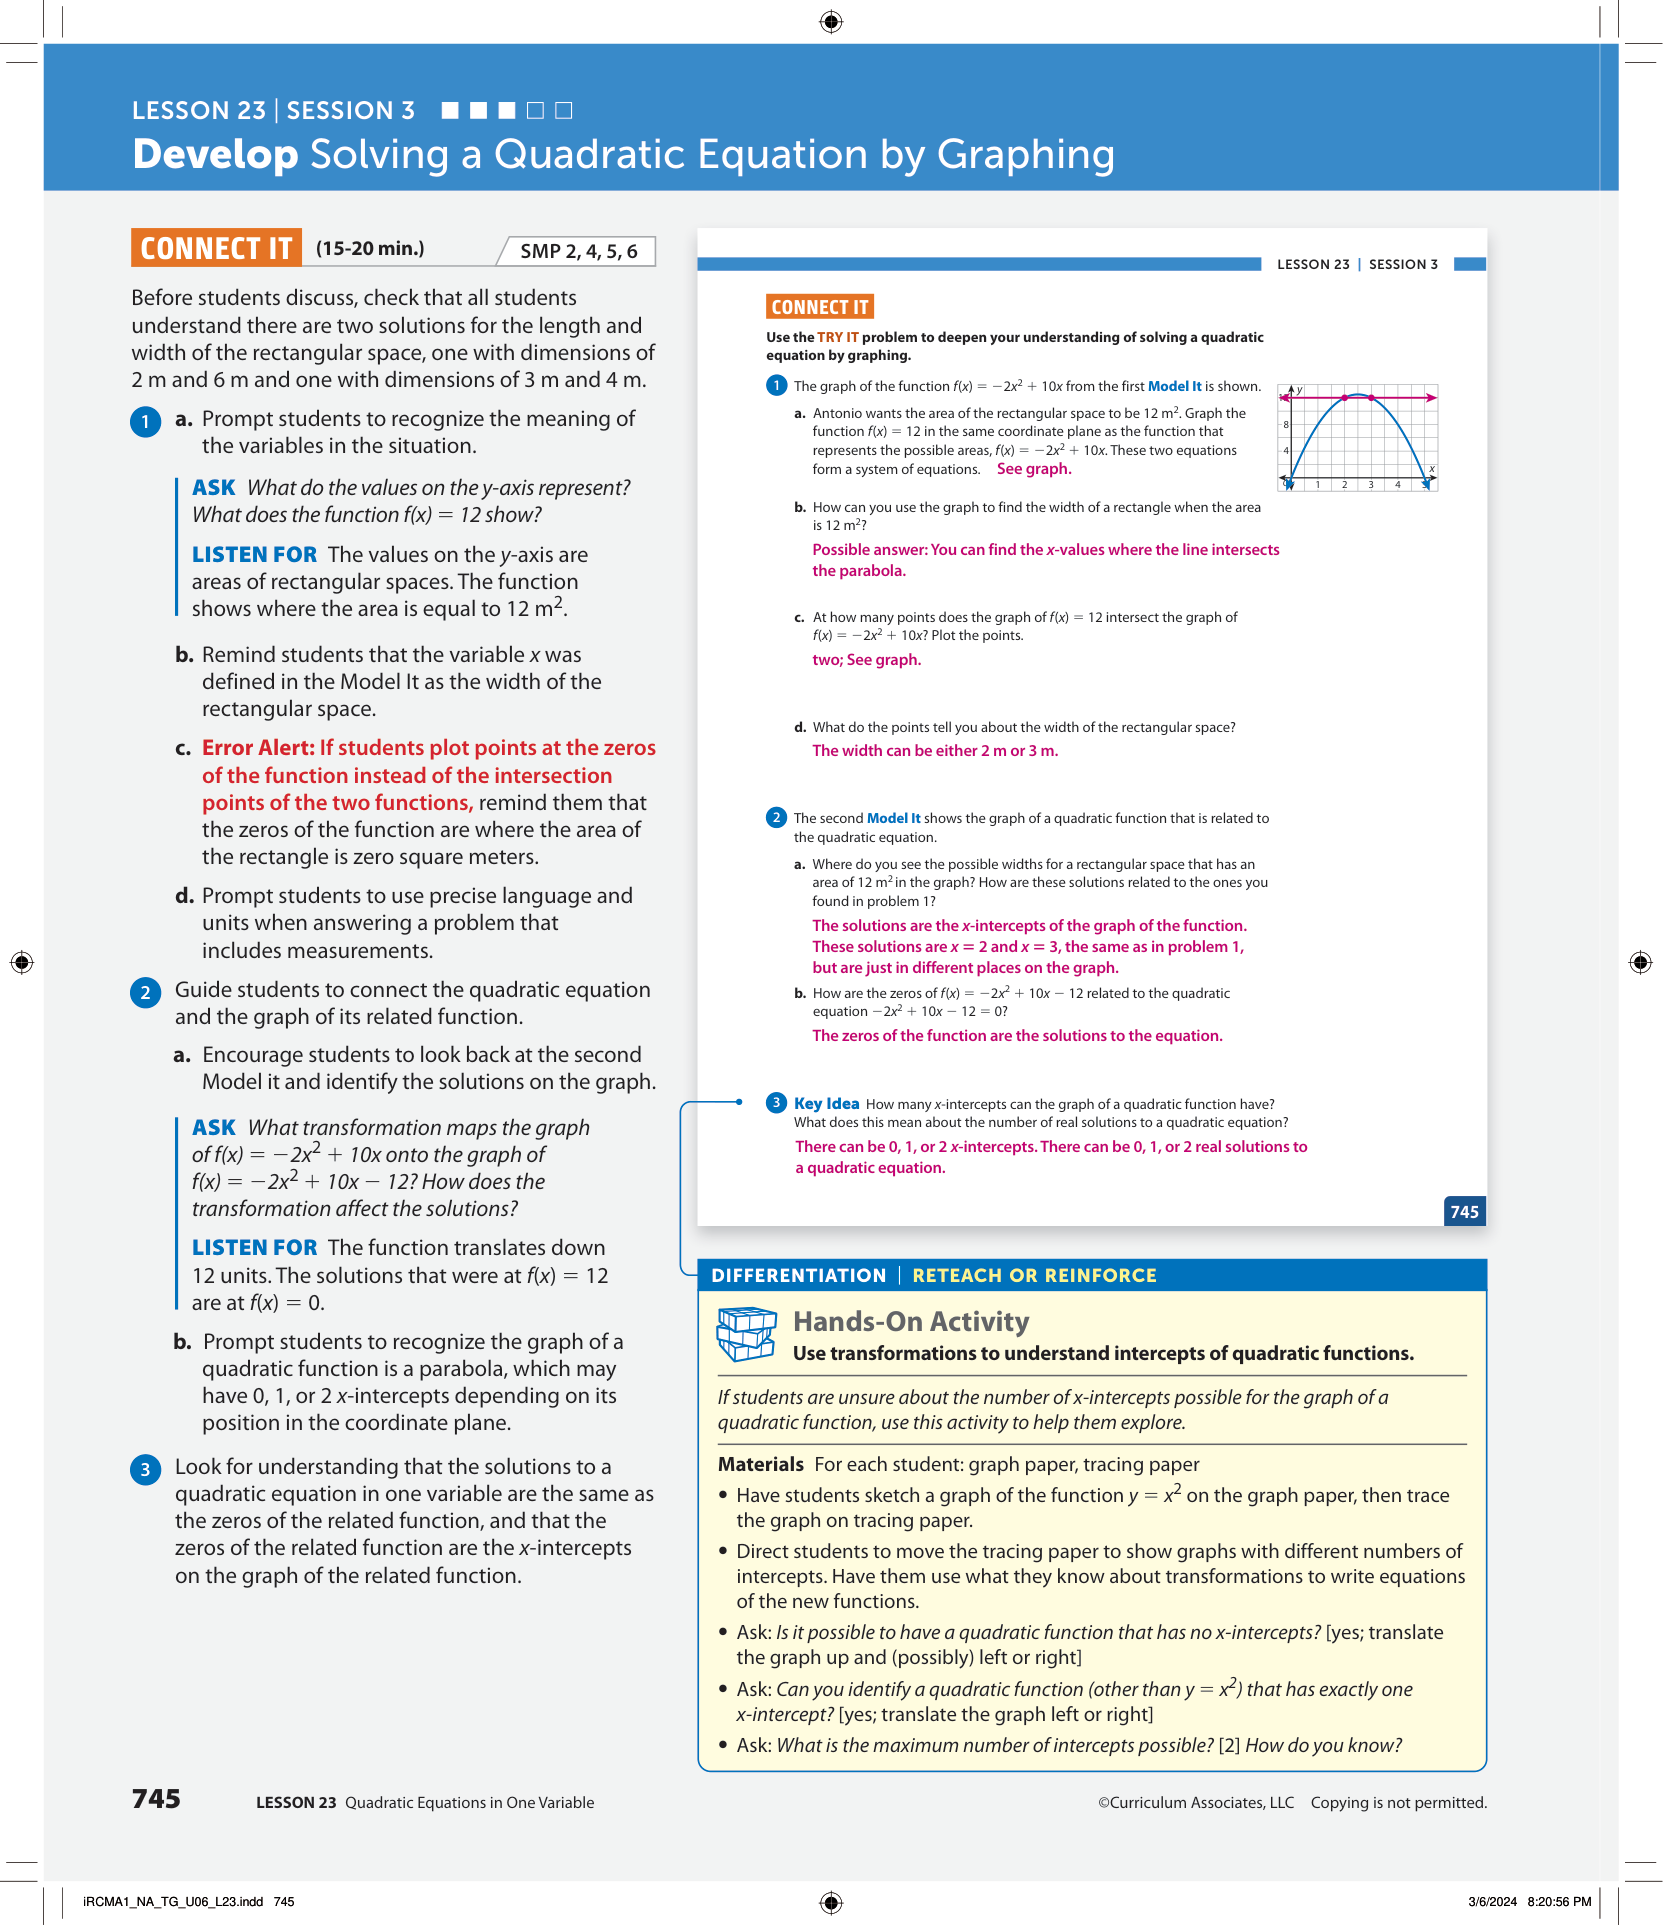 LESSON 23 | SESSION 3
Develop Solving a Quadratic Equation by Graphing
CONNECT IT (15-20 min.) SMP 2, 4, 5, 6
Before students discuss, check that all students
understand there are two solutions for the length and
width of the rectangular space, one with dimensions of
2 m and 6 m and one with dimensions of 3 m and 4 m.
1 a. Prompt students to recognize the meaning of
the variables in the situation.
ASK What do the values on the y-axis represent?
What does the function f(x) = 12 show?
LISTEN FOR The values on the y-axis are
areas of rectangular spaces. The function
shows where the area is equal to 12 m².
b. Remind students that the variable x was
defined in the Model It as the width of the
rectangular space.
c. Error Alert: If students plot points at the zeros
of the function instead of the intersection
points of the two functions, remind them that
the zeros of the function are where the area of
the rectangle is zero square meters.
d. Prompt students to use precise language and
units when answering a problem that
includes measurements.
2 Guide students to connect the quadratic equation
and the graph of its related function.
a. Encourage students to look back at the second
Model it and identify the solutions on the graph.
ASK What transformation maps the graph
of f(x) = −2x² + 10x onto the graph of
f(x) = −2x² + 10x − 12? How does the
transformation affect the solutions?
LISTEN FOR The function translates down
12 units. The solutions that were at f(x) = 12
are at f(x) = 0.
b. Prompt students to recognize the graph of a
quadratic function is a parabola, which may
have 0, 1, or 2 x-intercepts depending on its
position in the coordinate plane.
3 Look for understanding that the solutions to a
quadratic equation in one variable are the same as
the zeros of the related function, and that the
zeros of the related function are the x-intercepts
on the graph of the related function.
LESSON 23 | SESSION 3
CONNECT IT
Use the TRY IT problem to deepen your understanding of solving a quadratic
equation by graphing.
1 The graph of the function f(x) = −2x² + 10x from the first Model It is shown.
a. Antonio wants the area of the rectangular space to be 12 m². Graph the
function f(x) = 12 in the same coordinate plane as the function that
represents the possible areas, f(x) = −2x² + 10x. These two equations
form a system of equations. See graph.
y
8
4
x
1 2 3 4
b. How can you use the graph to find the width of a rectangle when the area
is 12 m²?
Possible answer: You can find the x-values where the line intersects
the parabola.
c. At how many points does the graph of f(x) = 12 intersect the graph of
f(x) = −2x² + 10x? Plot the points.
two; See graph.
d. What do the points tell you about the width of the rectangular space?
The width can be either 2 m or 3 m.
2 The second Model It shows the graph of a quadratic function that is related to
the quadratic equation.
a. Where do you see the possible widths for a rectangular space that has an
area of 12 m² in the graph? How are these solutions related to the ones you
found in problem 1?
The solutions are the x-intercepts of the graph of the function.
These solutions are x = 2 and x = 3, the same as in problem 1,
but are just in different places on the graph.
b. How are the zeros of f(x) = −2x² + 10x − 12 related to the quadratic
equation −2x² + 10x − 12 = 0?
The zeros of the function are the solutions to the equation.
3 Key Idea How many x-intercepts can the graph of a quadratic function have?
What does this mean about the number of real solutions to a quadratic equation?
There can be 0, 1, or 2 x-intercepts. There can be 0, 1, or 2 real solutions to
a quadratic equation.
745
DIFFERENTIATION | RETEACH OR REINFORCE
Hands-On Activity
Use transformations to understand intercepts of quadratic functions.
If students are unsure about the number of x-intercepts possible for the graph of a
quadratic function, use this activity to help them explore.
Materials For each student: graph paper, tracing paper
• Have students sketch a graph of the function y = x² on the graph paper, then trace
the graph on tracing paper.
• Direct students to move the tracing paper to show graphs with different numbers of
intercepts. Have them use what they know about transformations to write equations
of the new functions.
• Ask: Is it possible to have a quadratic function that has no x-intercepts? [yes; translate
the graph up and (possibly) left or right]
• Ask: Can you identify a quadratic function (other than y = x²) that has exactly one
x-intercept? [yes; translate the graph left or right]
• Ask: What is the maximum number of intercepts possible? [2] How do you know?
745 LESSON 23 Quadratic Equations in One Variable
©Curriculum Associates, LLC Copying is not permitted.
iRCMA1_NA_TG_U06_L23.indd 745
3/6/2024 8:20:56 PM